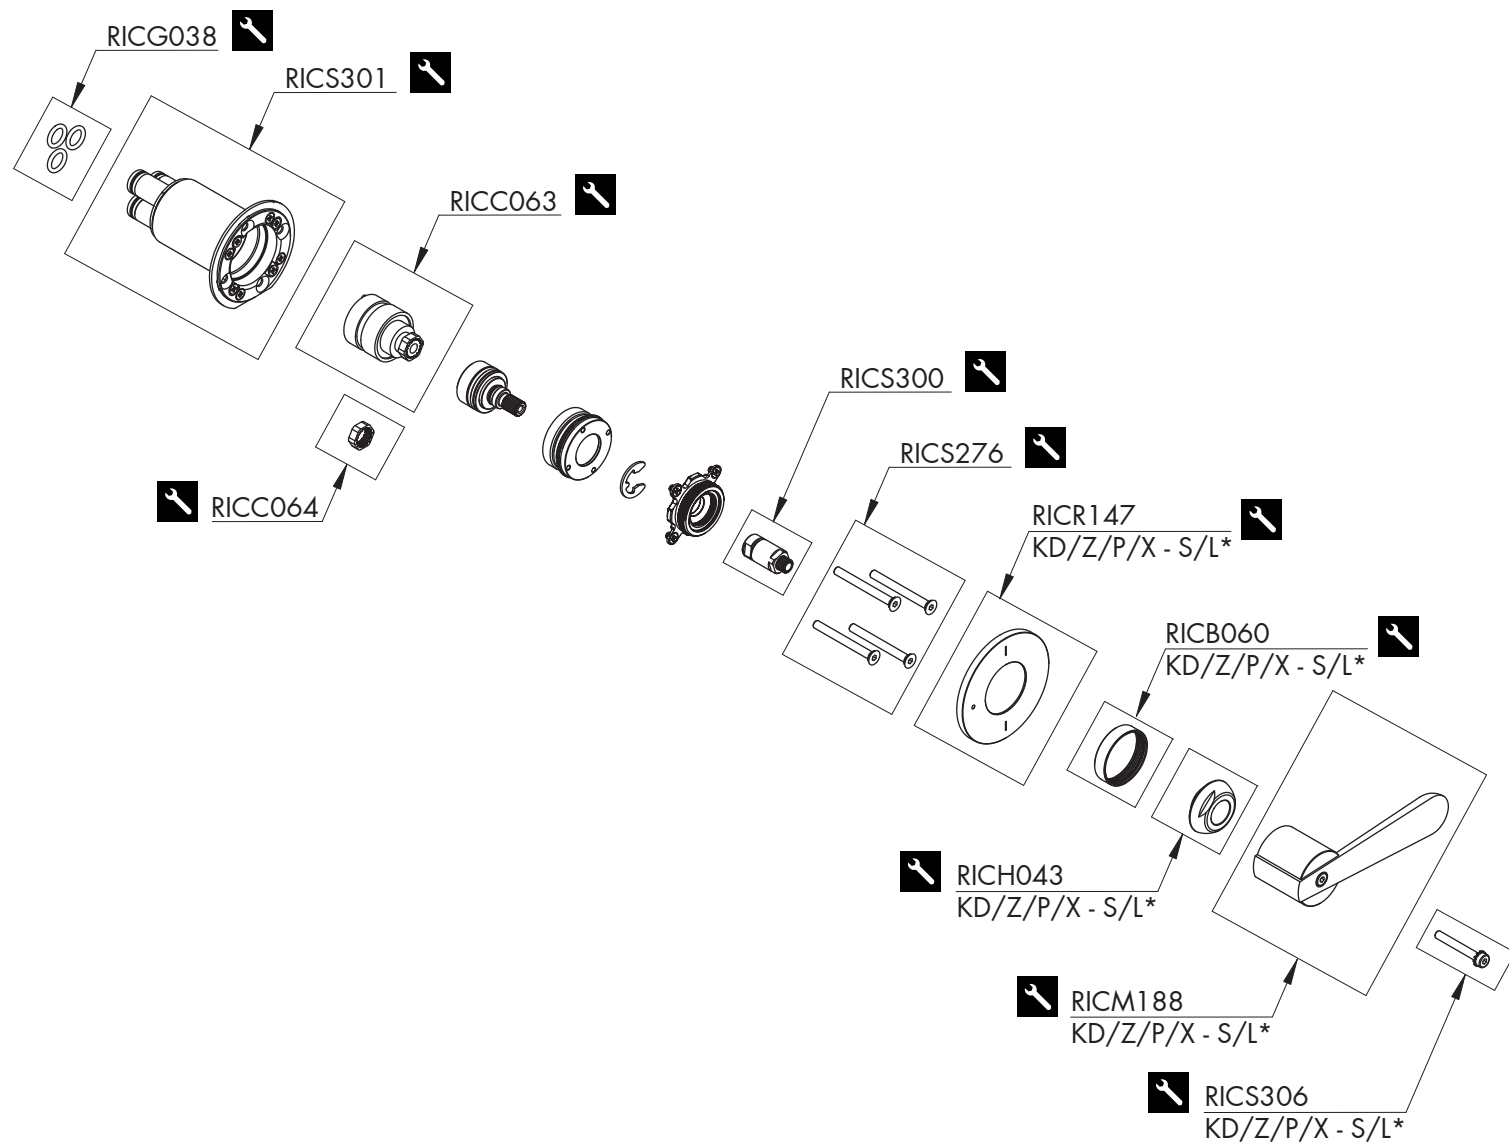 RICG038
RICS301
RICC063
RICC064
RICS300
RICS276
RICR147
KD/Z/P/X - S/L*
RICB060
KD/Z/P/X - S/L*
RICH043
KD/Z/P/X - S/L*
RICM188
KD/Z/P/X - S/L*
RICS306
KD/Z/P/X - S/L*